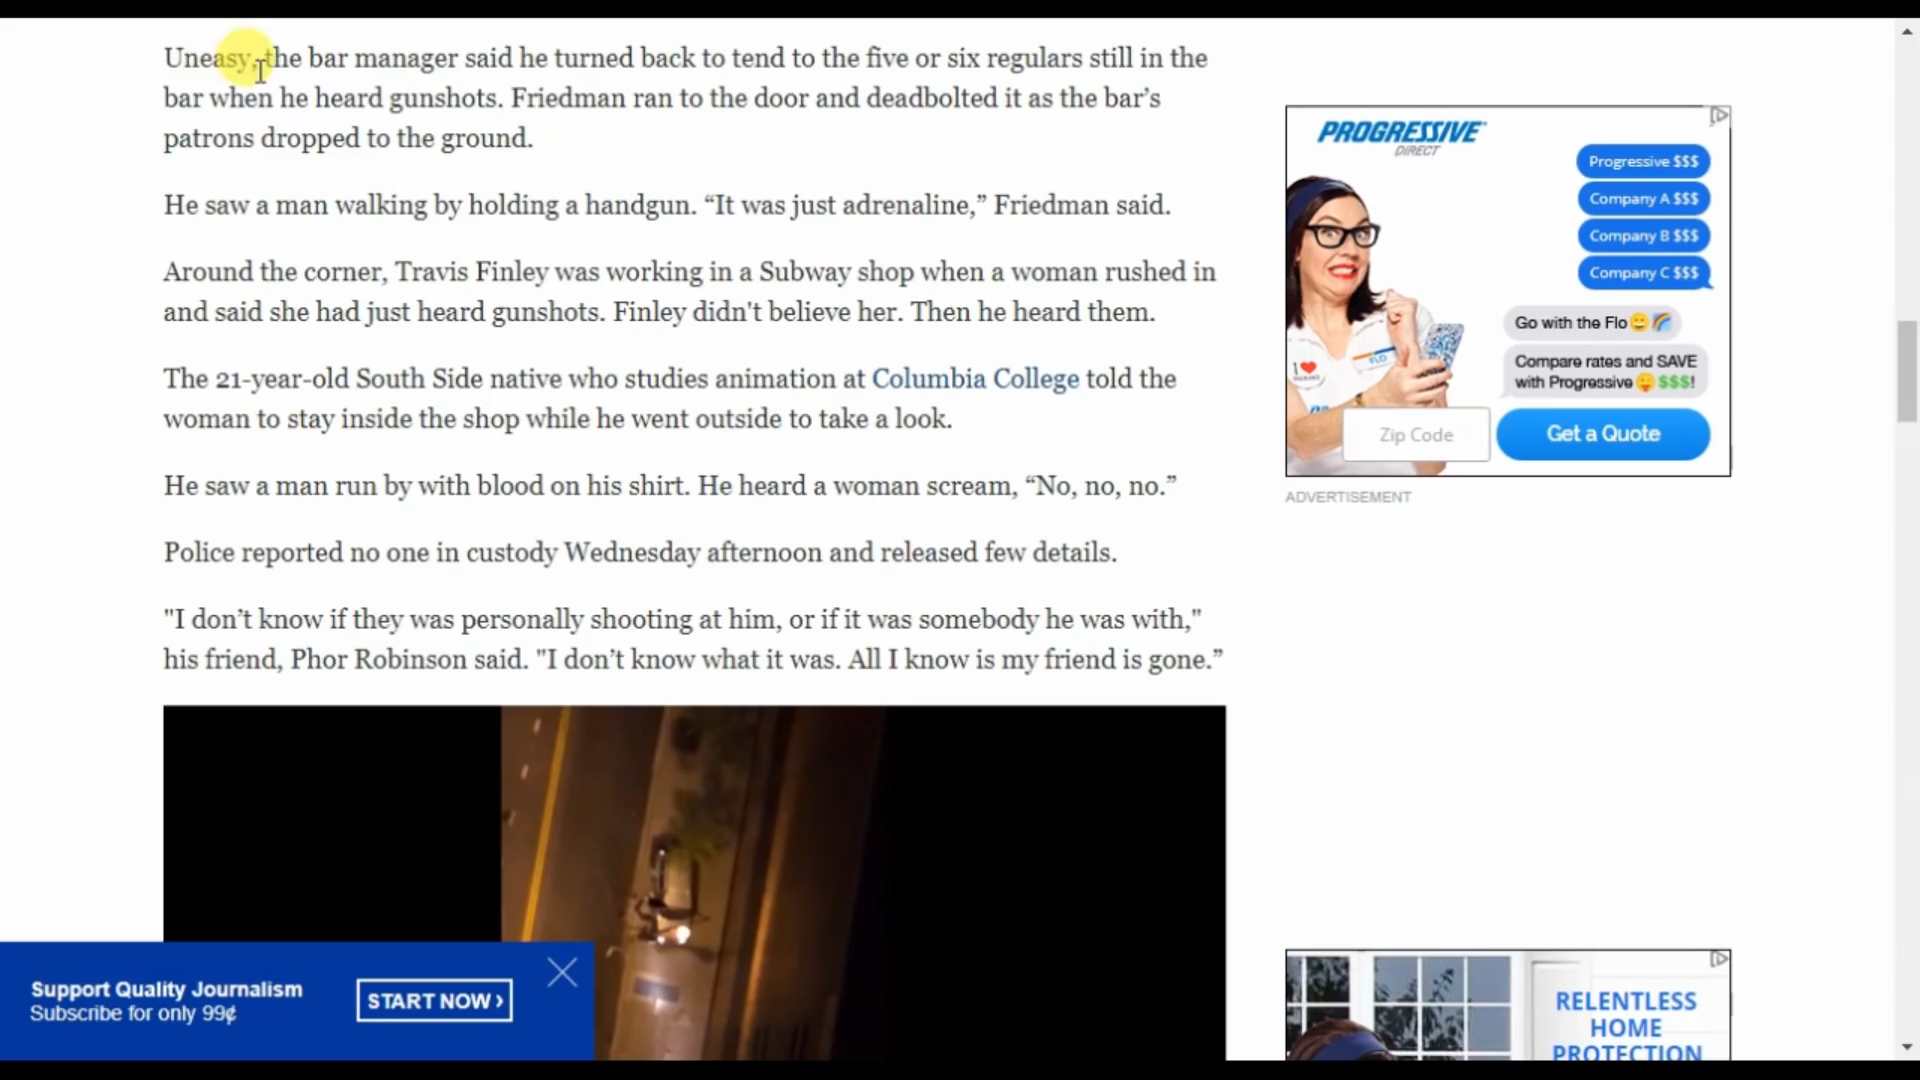 Uneasy, the bar manager said he turned back to tend to the five or six regulars still in the
bar when he heard gunshots. Friedman ran to the door and deadbolted it as the bar’s
patrons dropped to the ground.
He saw a man walking by holding a handgun. “It was just adrenaline,” Friedman said.
Around the corner, Travis Finley was working in a Subway shop when a woman rushed in
and said she had just heard gunshots. Finley didn't believe her. Then he heard them.
The 21-year-old South Side native who studies animation at Columbia College told the
woman to stay inside the shop while he went outside to take a look.
He saw a man run by with blood on his shirt. He heard a woman scream, “No, no, no.”
Police reported no one in custody Wednesday afternoon and released few details.
"I don’t know if they was personally shooting at him, or if it was somebody he was with,"
his friend, Phor Robinson said. "I don’t know what it was. All I know is my friend is gone.”
Support Quality Journalism
Subscribe for only 99¢
START NOW ›
PROGRESSIVE
DIRECT
Progressive $$$
Company A $$$
Company B $$$
Company C $$$
Go with the Flo😄🌈
Compare rates and SAVE
with Progressive 😛 $$$!
I ❤
FLO
Zip Code
Get a Quote
ADVERTISEMENT
RELENTLESS
HOME
PROTECTION